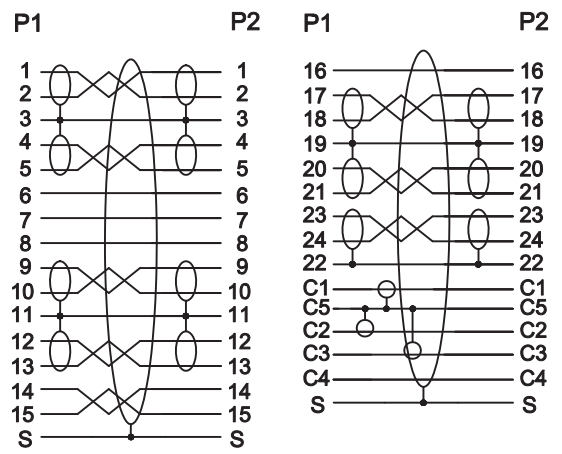 P1 P2
1 1
2 2
3 3
4 4
5 5
6 6
7 7
8 8
9 9
10 10
11 11
12 12
13 13
14 14
15 15
S S
P1 P2
16 16
17 17
18 18
19 19
20 20
21 21
23 23
24 24
22 22
C1 C1
C5 C5
C2 C2
C3 C3
C4 C4
S S